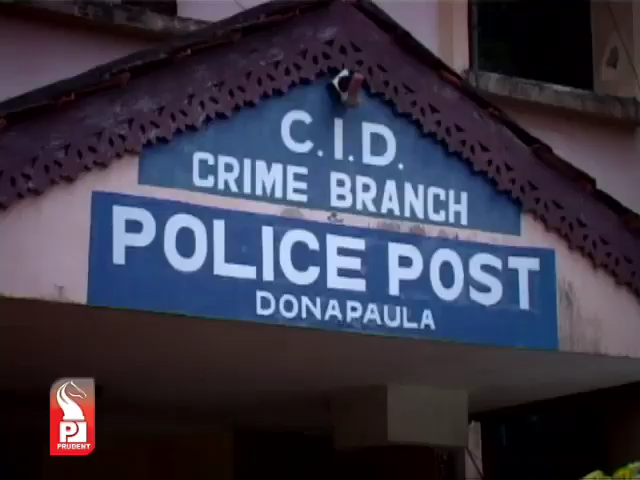 C.I.D.
CRIME BRANCH
POLICE POST
DONAPAULA
PRUDENT